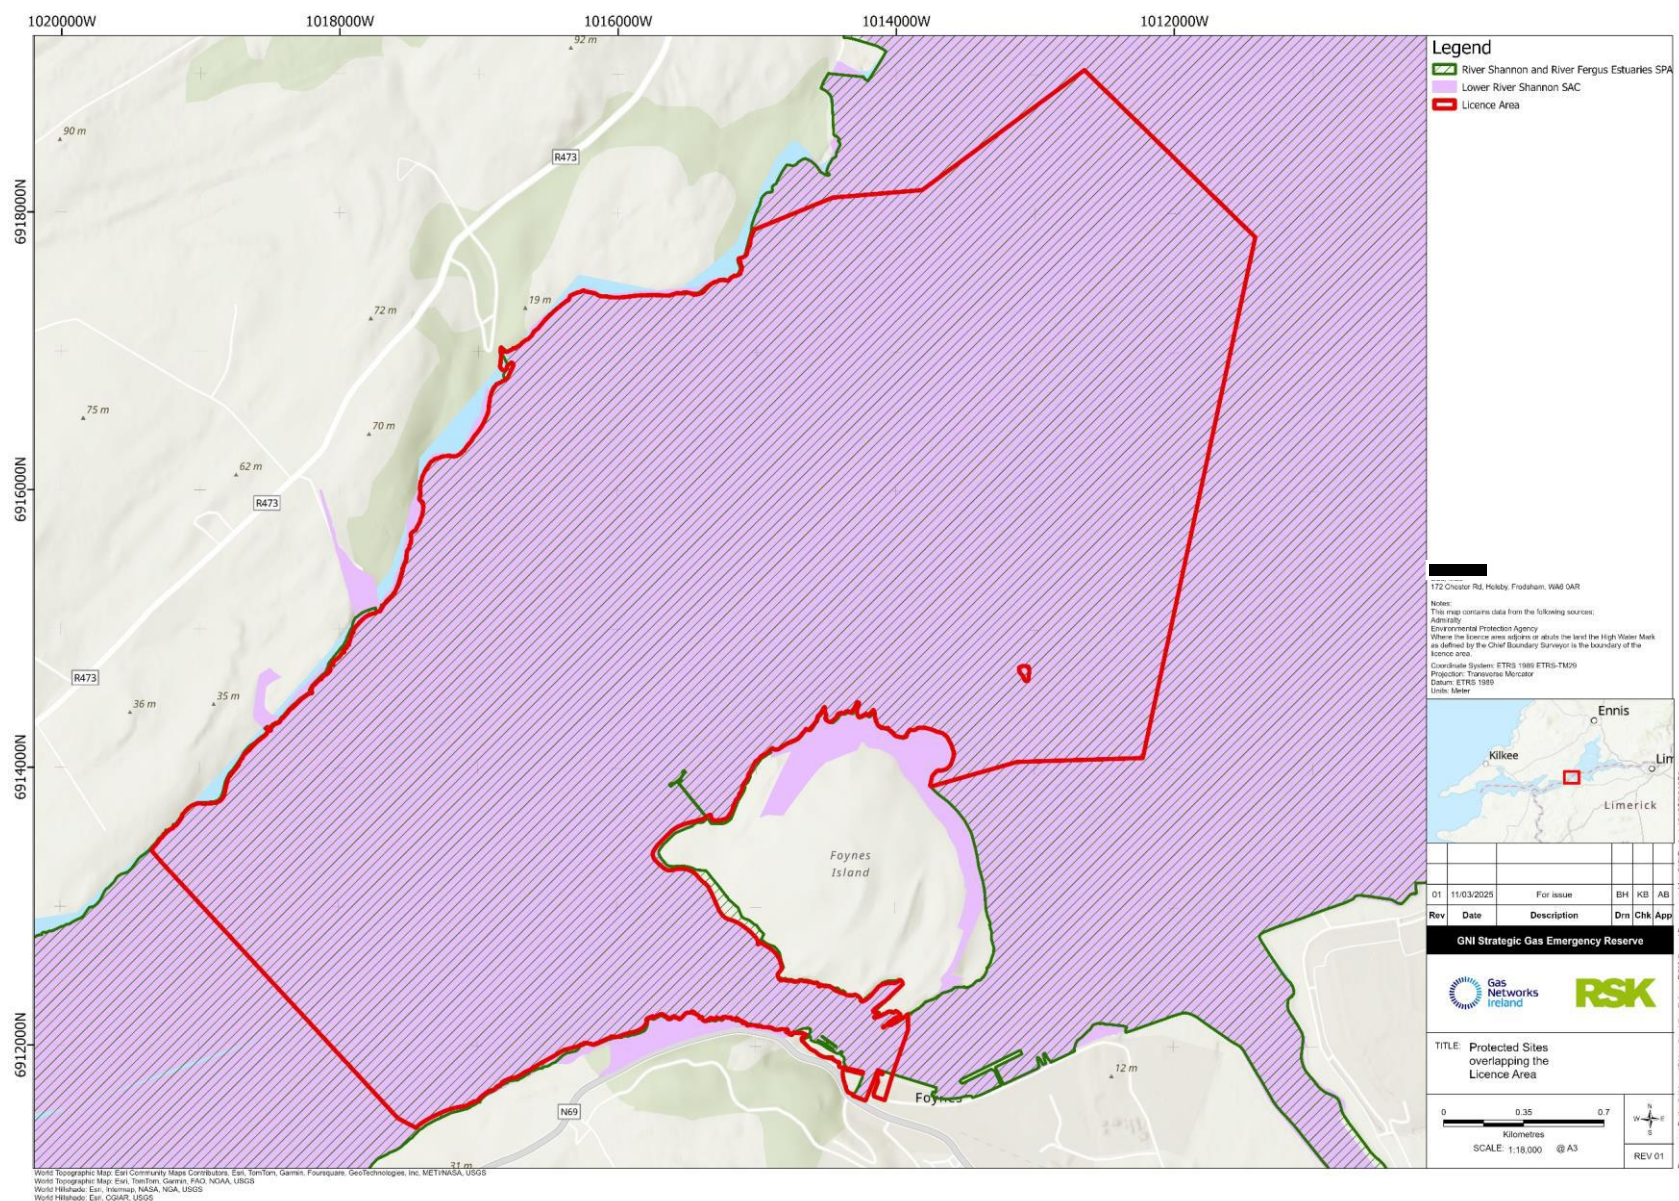 1020000W 1018000W 1016000W 1014000W 1012000W
92 m
90 m
R473
6918000N
19 m
72 m
75 m
70 m
62 m
6916000N
R473
R473
36 m
35 m
6914000N
Foynes
Island
6912000N
12 m
Foynes
N69
31 m
Legend
River Shannon and River Fergus Estuaries SPA
Lower River Shannon SAC
Licence Area
172 Chester Rd, Helsby, Frodsham, WA6 0AR
Notes:
This map contains data from the following sources;
Admiralty
Environmental Protection Agency
Where the licence area adjoins or abuts the land the High Water Mark
as defined by the Chief Boundary Surveyor is the boundary of the
licence area.
Coordinate System: ETRS 1989 ETRS-TM29
Projection: Transverse Mercator
Datum: ETRS 1989
Units: Meter
Ennis
Kilkee
Lim
Limerick
01 11/03/2025 For issue BH KB AB
Rev Date Description Drn Chk App
GNI Strategic Gas Emergency Reserve
Gas
Networks
Ireland
RSK
TITLE: Protected Sites
overlapping the
Licence Area
0 0.35 0.7
Kilometres
SCALE: 1:18,000 @ A3
N
W E
S
REV 01
World Topographic Map: Esri Community Maps Contributors, Esri, TomTom, Garmin, Foursquare, GeoTechnologies, Inc, METI/NASA, USGS
World Topographic Map: Esri, TomTom, Garmin, FAO, NOAA, USGS
World Hillshade: Esri, Intermap, NASA, NGA, USGS
World Hillshade: Esri, CGIAR, USGS